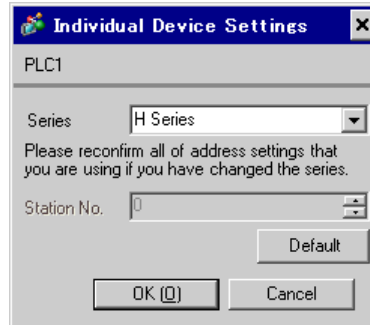 Individual Device Settings
PLC1
Series H Series
Please reconfirm all of address settings that
you are using if you have changed the series.
Station No. 0
Default
OK (O) Cancel